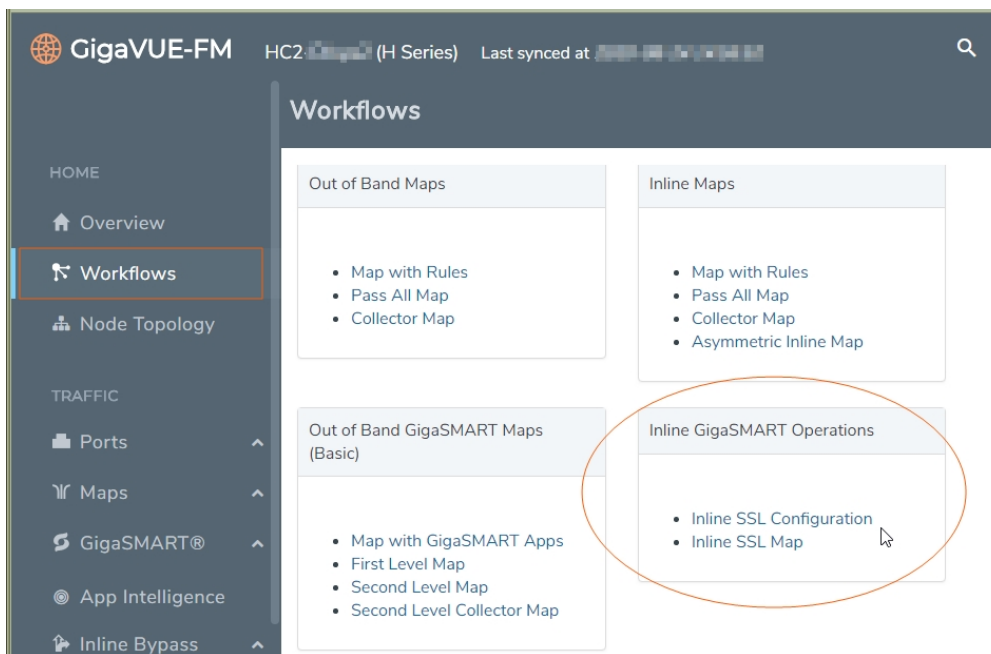 GigaVUE-FM
HC2- (H Series) Last synced at
Workflows
HOME
Overview
Workflows
Node Topology
TRAFFIC
Ports
Maps
GigaSMART®
App Intelligence
Inline Bypass
Out of Band Maps
• Map with Rules
• Pass All Map
• Collector Map
Inline Maps
• Map with Rules
• Pass All Map
• Collector Map
• Asymmetric Inline Map
Out of Band GigaSMART Maps
(Basic)
• Map with GigaSMART Apps
• First Level Map
• Second Level Map
• Second Level Collector Map
Inline GigaSMART Operations
• Inline SSL Configuration
• Inline SSL Map